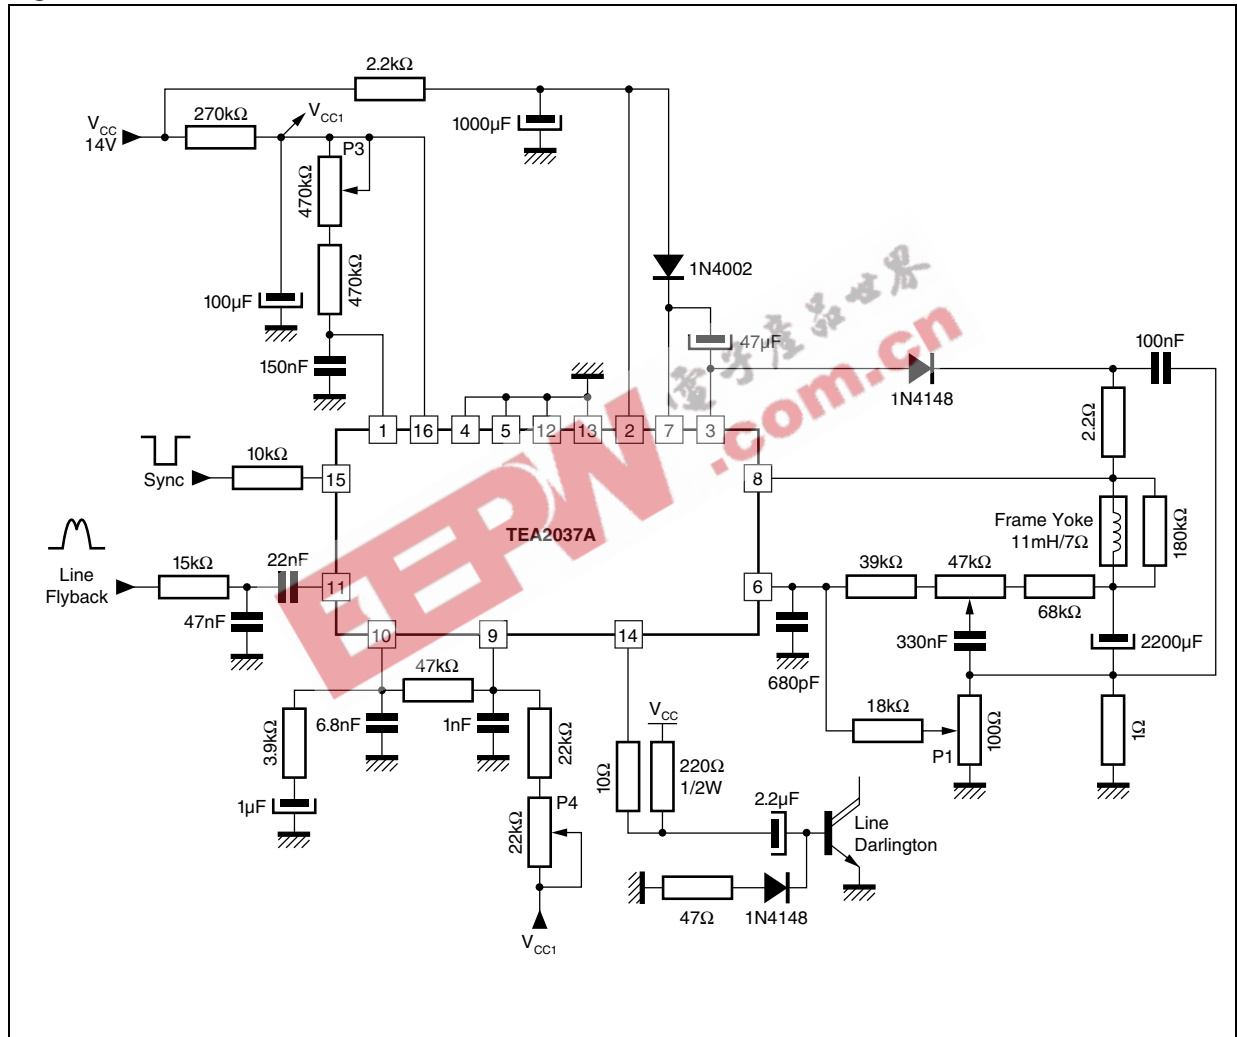 2.2kΩ
270kΩ
VCC1
VCC
14V
1000µF
P3
470kΩ
470kΩ
1N4002
100µF
47µF
150nF
100nF
1N4148
2.2Ω
電子產品世界
.com.cn
EEPW
1 16 4 5 12 13 2 7 3
Sync
10kΩ
15
8
TEA2037A
Frame Yoke
11mH/7Ω
180kΩ
Line
Flyback
15kΩ
22nF
11
6
39kΩ
47kΩ
68kΩ
47nF
10
9
14
330nF
2200µF
680pF
47kΩ
6.8nF
1nF
3.9kΩ
22kΩ
VCC
18kΩ
P1
100Ω
1Ω
10Ω
220Ω
1/2W
1µF
P4
22kΩ
2.2µF
Line
Darlington
47Ω
1N4148
VCC1